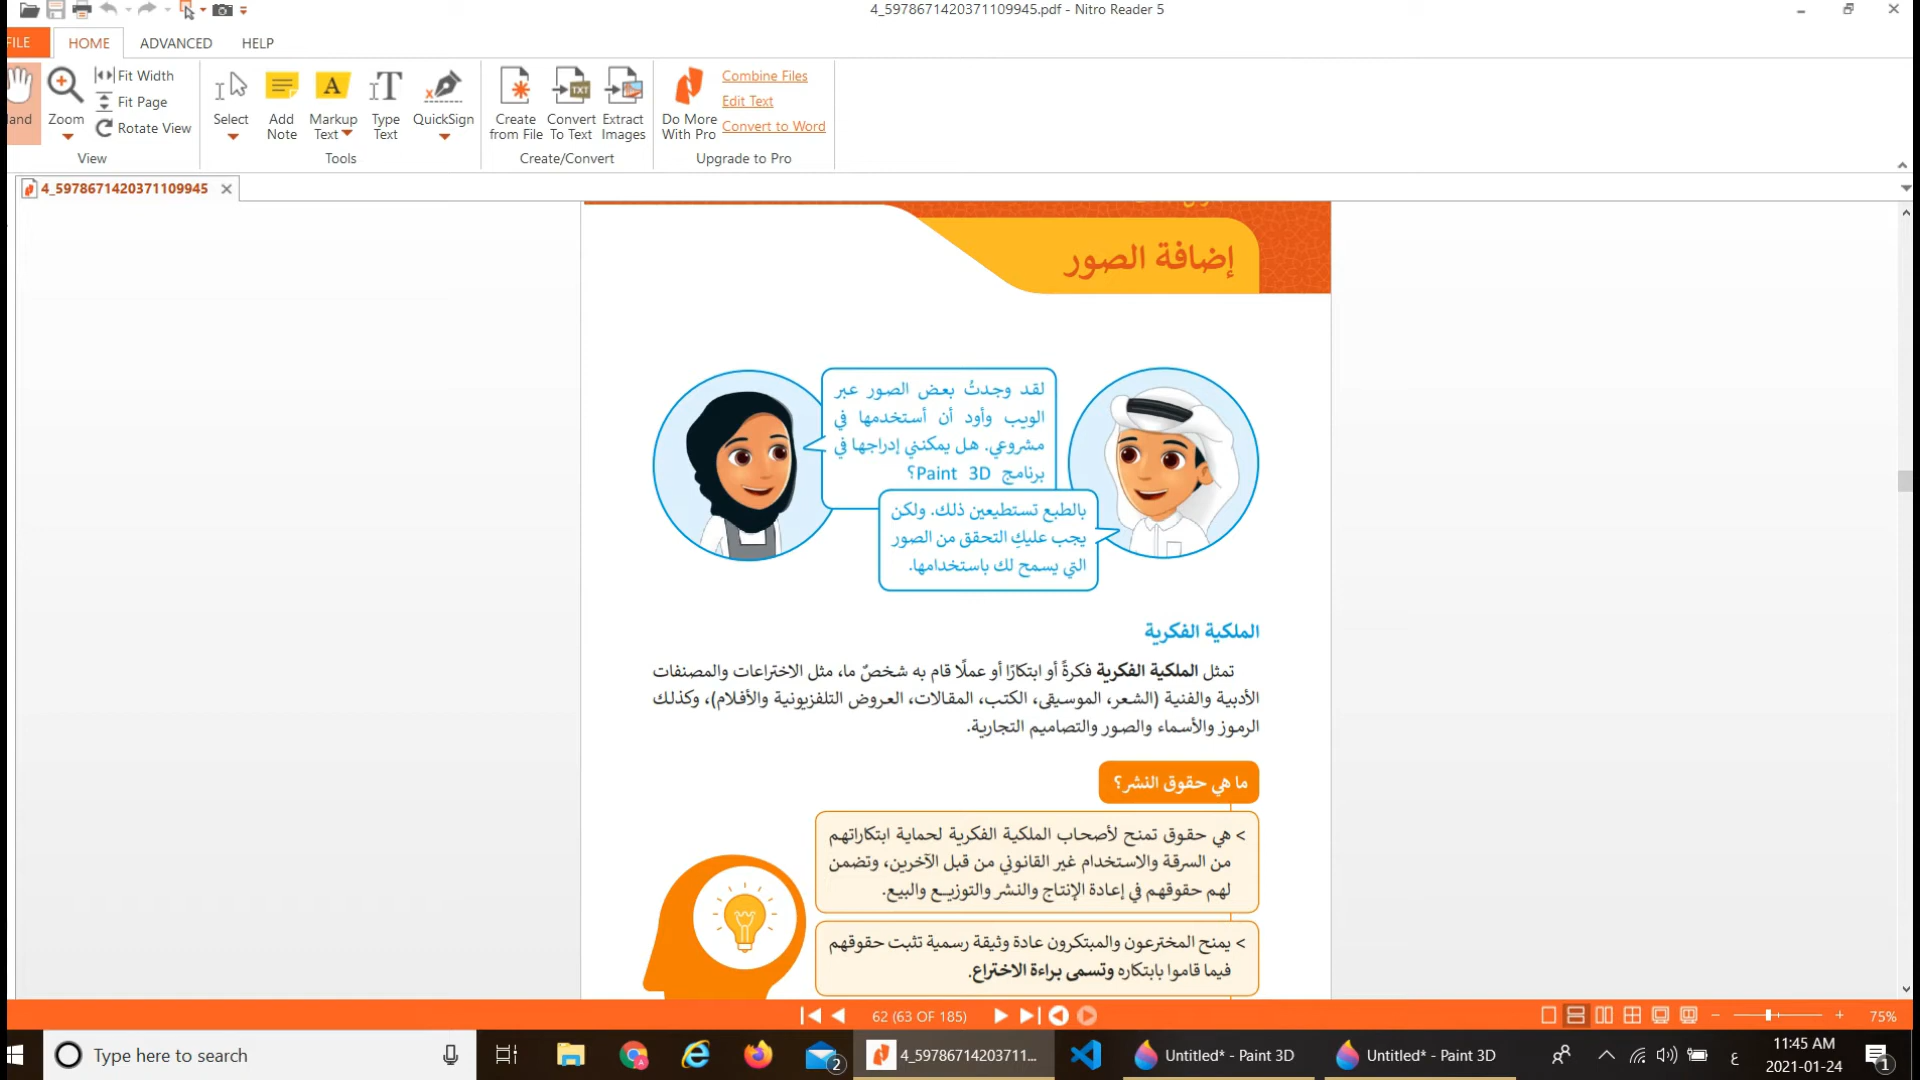 4_5978671420371109945.pdf - Nitro Reader 5
FILE
HOME
ADVANCED
HELP
Fit Width
Fit Page
Rotate View
Zoom
View
Select
Add Note
Markup Text
Type Text
QuickSign
Tools
Create from File
Convert To Text
Extract Images
Create/Convert
Do More With Pro
Combine Files
Edit Text
Convert to Word
Upgrade to Pro
4_5978671420371109945
إضافة الصور
لقد وجدتُ بعض الصور عبر
الويب وأود أن أستخدمها في
مشروعي. هل يمكنني إدراجها في
برنامج Paint 3D؟
بالطبع تستطيعين ذلك. ولكن
يجب عليكِ التحقق من الصور
التي يسمح لك باستخدامها.
الملكية الفكرية
تمثل الملكية الفكرية فكرةً أو ابتكارًا أو عملًا قام به شخصٌ ما، مثل الاختراعات والمصنفات
الأدبية والفنية (الشعر، الموسيقى، الكتب، المقالات، العروض التلفزيونية والأفلام)، وكذلك
الرموز والأسماء والصور والتصاميم التجارية.
ما هي حقوق النشر؟
> هي حقوق تمنح لأصحاب الملكية الفكرية لحماية ابتكاراتهم
من السرقة والاستخدام غير القانوني من قبل الآخرين، وتضمن
لهم حقوقهم في إعادة الإنتاج والنشر والتوزيع والبيع.
> يمنح المخترعون والمبتكرون عادة وثيقة رسمية تثبت حقوقهم
فيما قاموا بابتكاره وتسمى براءة الاختراع.
62 (63 OF 185)
75%
Type here to search
2
4_59786714203711...
Untitled* - Paint 3D
Untitled* - Paint 3D
ع
11:45 AM
2021-01-24
1